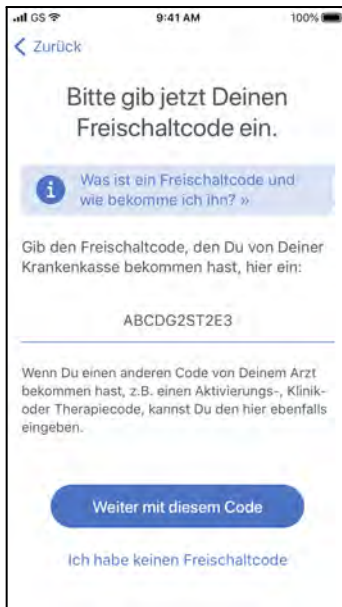 GS 9:41 AM 100%
Zurück
Bitte gib jetzt Deinen
Freischaltcode ein.
Was ist ein Freischaltcode und
wie bekomme ich ihn? »
Gib den Freischaltcode, den Du von Deiner
Krankenkasse bekommen hast, hier ein:
ABCDG2ST2E3
Wenn Du einen anderen Code von Deinem Arzt
bekommen hast, z.B. einen Aktivierungs-, Klinik-
oder Therapiecode, kannst Du den hier ebenfalls
eingeben.
Weiter mit diesem Code
Ich habe keinen Freischaltcode